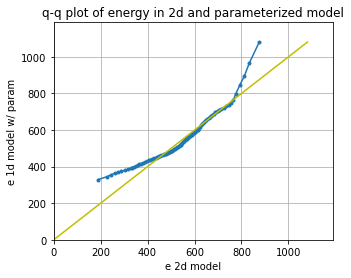 q-q plot of energy in 2d and parameterized model
1000
800
600
400
200
0
e 1d model w/ param
0 200 400 600 800 1000
e 2d model